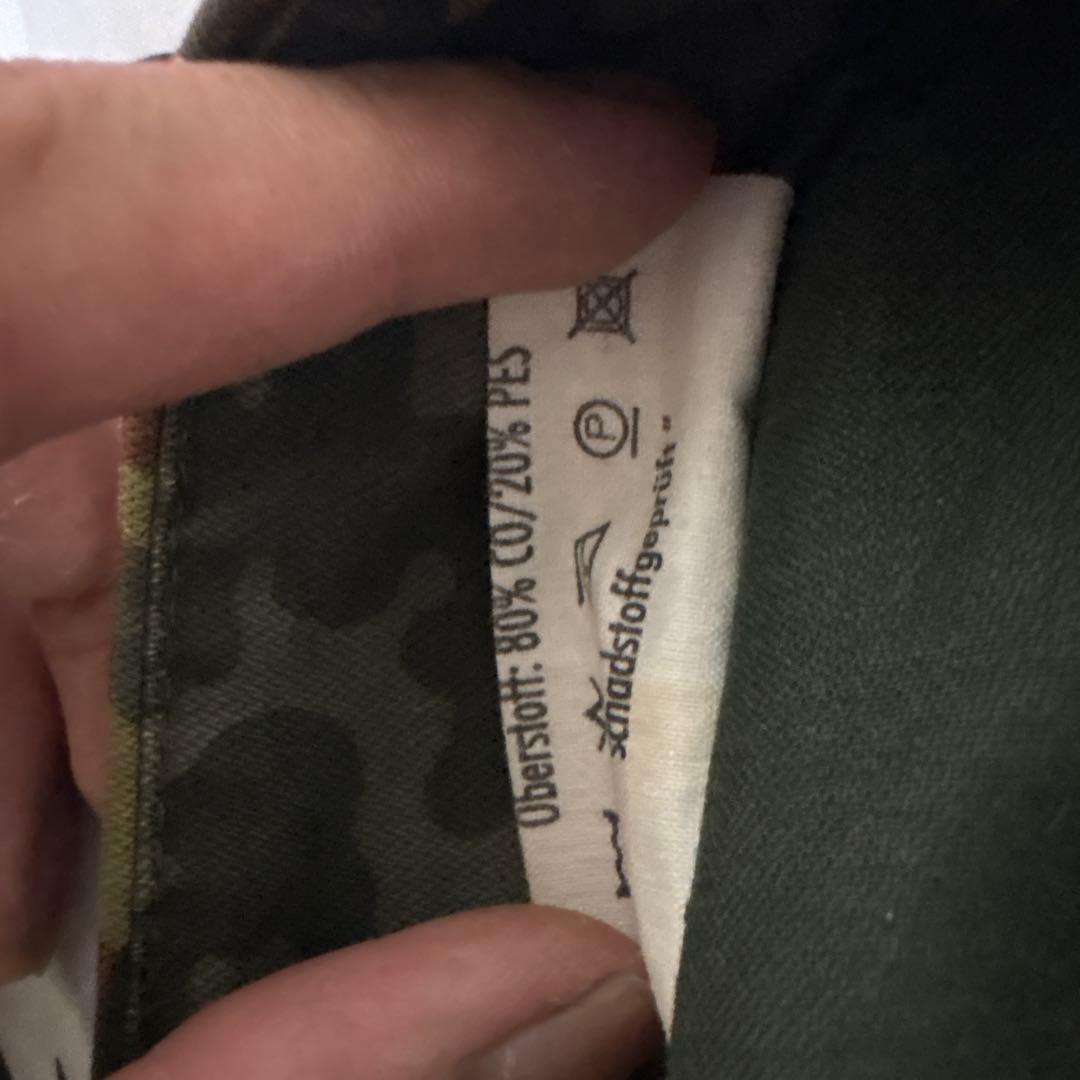 Oberstoff: 80% CO/20% PES
P
schadstoffgeprüft"